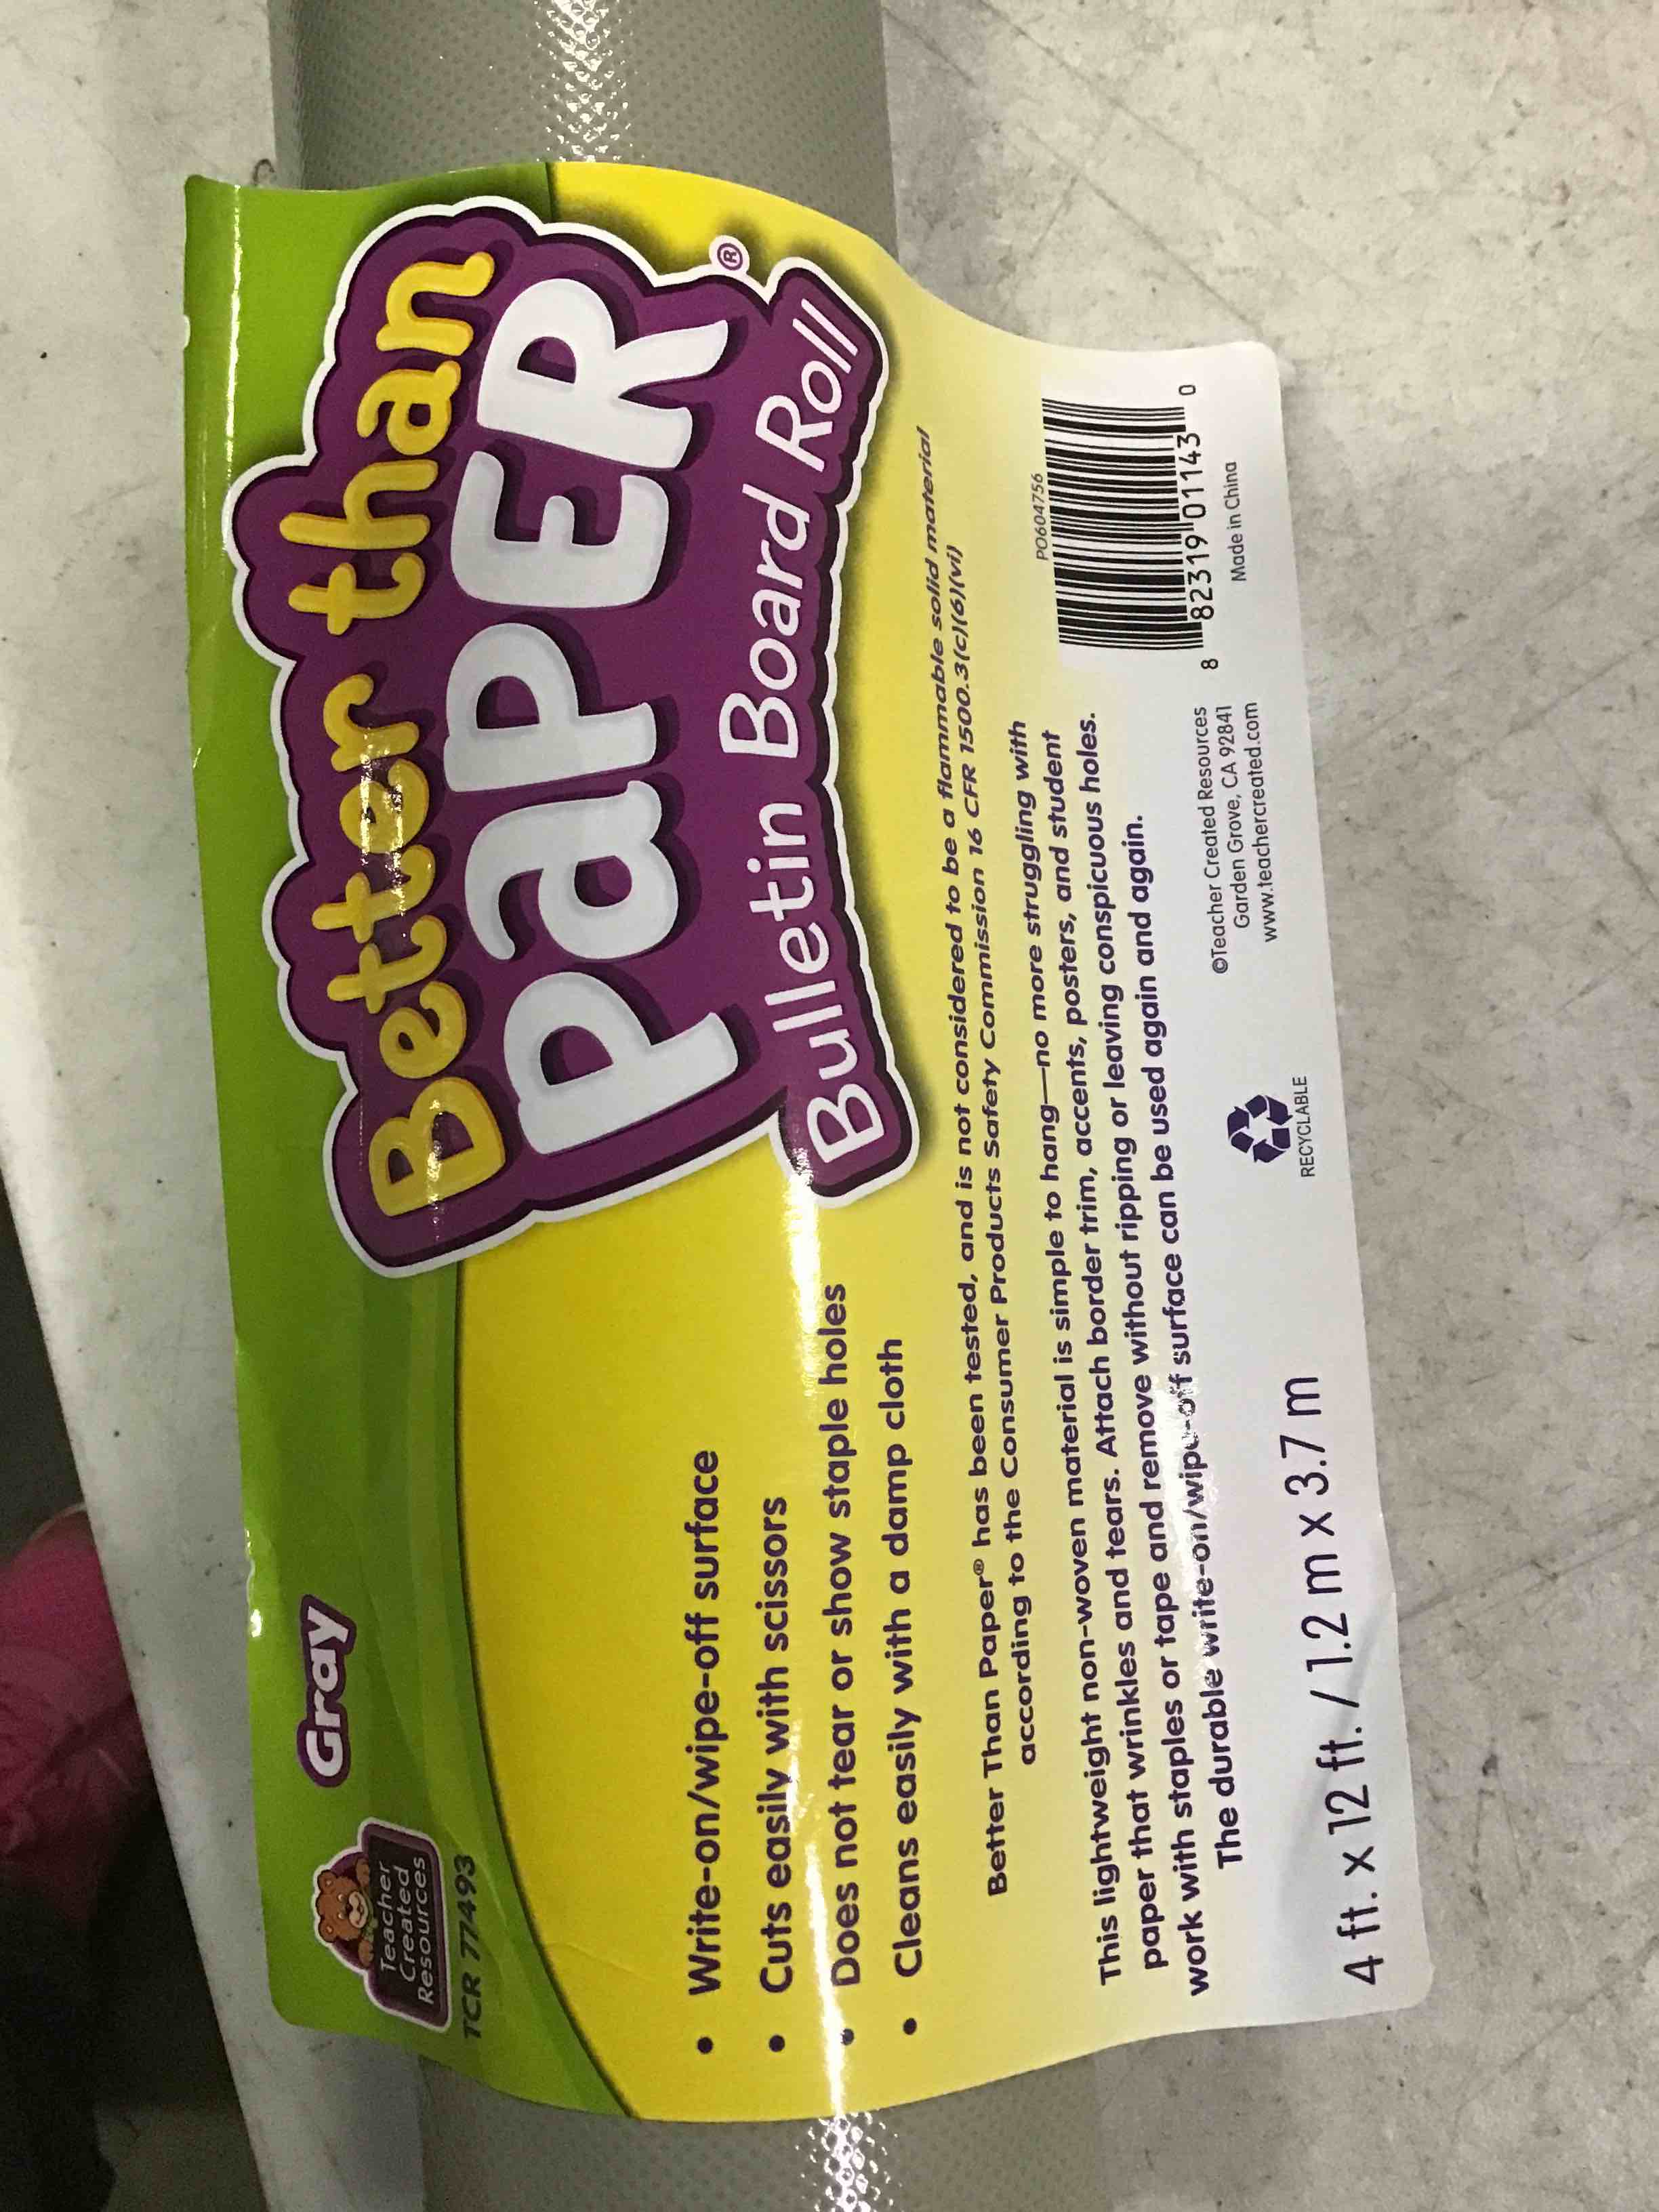 Teacher
Created
Resources
TCR 77493
Gray
Better than
PaPER®
Bulletin Board Roll
• Write-on/wipe-off surface
• Cuts easily with scissors
• Does not tear or show staple holes
• Cleans easily with a damp cloth
Better Than Paper® has been tested, and is not considered to be a flammable solid material
according to the Consumer Products Safety Commission 16 CFR 1500.3(c)(6)(vi)
This lightweight non-woven material is simple to hang—no more struggling with
paper that wrinkles and tears. Attach border trim, accents, posters, and student
work with staples or tape and remove without ripping or leaving conspicuous holes.
The durable write-on/wipe-off surface can be used again and again.
4 ft. x 12 ft. / 1.2 m x 3.7 m
RECYCLABLE
©Teacher Created Resources
Garden Grove, CA 92841
www.teachercreated.com
PO604756
8 82319 01143 0
Made in China